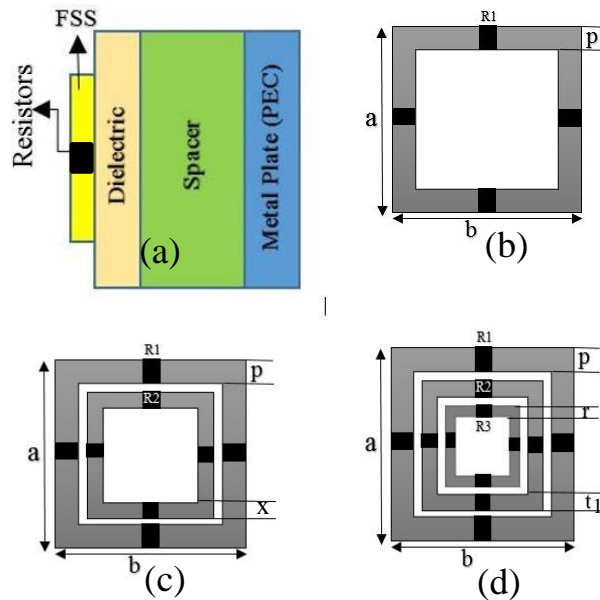 FSS
Resistors
Dielectric
Spacer
Metal Plate (PEC)
(a)
R1
p
a
b
(b)
R1
p
R2
a
x
b
(c)
R1
p
R2
r
R3
a
t1
b
(d)